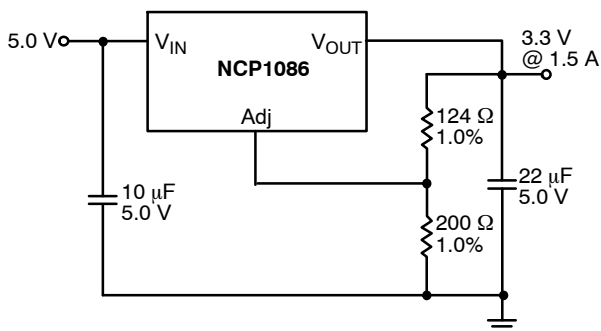 5.0 V
V_IN
V_OUT
NCP1086
Adj
3.3 V
@ 1.5 A
124 Ω
1.0%
10 μF
5.0 V
22 μF
5.0 V
200 Ω
1.0%